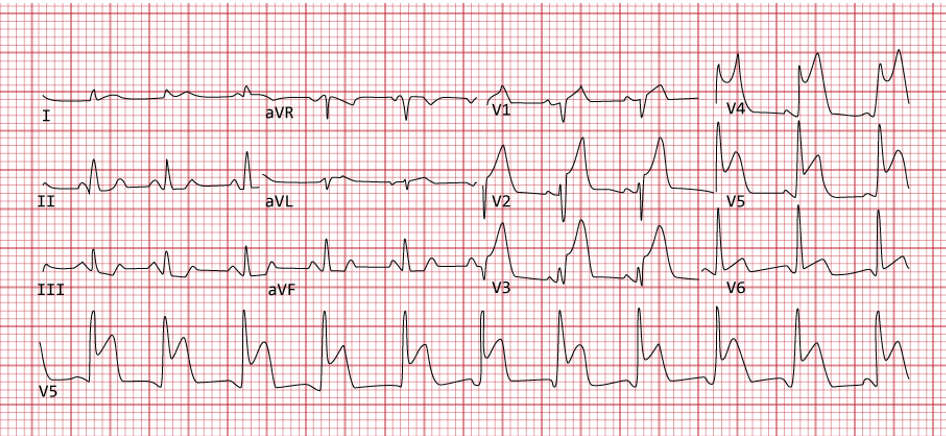 I aVR V1 V4
II aVL V2 V5
III aVF V3 V6
V5